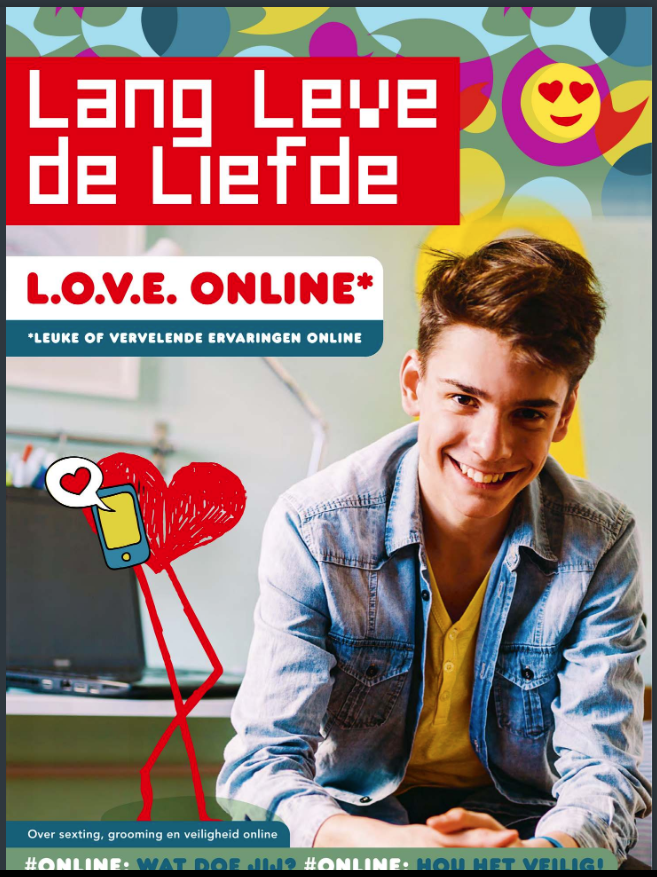 Lang Leve
de Liefde
L.O.V.E. ONLINE*
*LEUKE OF VERVELENDE ERVARINGEN ONLINE
Over sexting, grooming en veiligheid online
#ONLINE: WAT DOE JIJ? #ONLINE: HOU HET VEILIG!